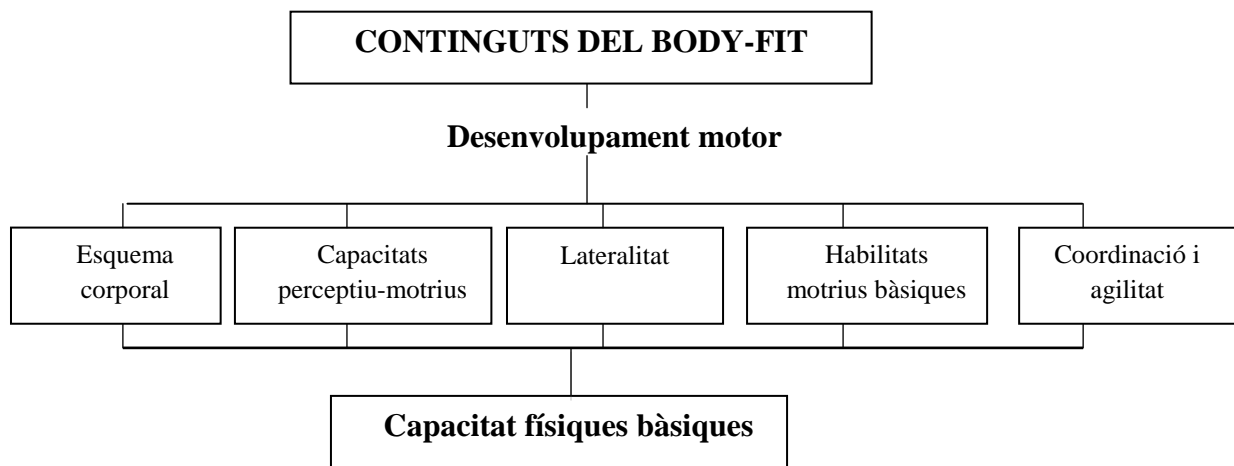 CONTINGUTS DEL BODY-FIT
Desenvolupament motor
Esquema
corporal
Capacitats
perceptiu-motrius
Lateralitat
Habilitats
motrius bàsiques
Coordinació i
agilitat
Capacitat físiques bàsiques